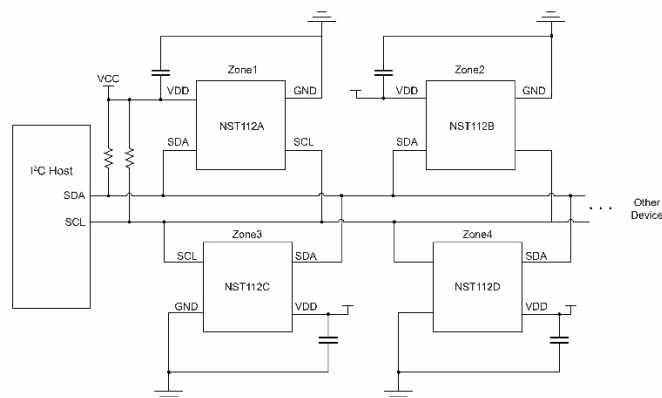 Zone1
Zone2
VCC
VDD
GND
VDD
GND
NST112A
NST112B
SDA
SCL
SDA
I²C Host
SDA
SCL
· · · Other
Device
Zone3
Zone4
SCL
SDA
SDA
NST112C
NST112D
GND
VDD
VDD